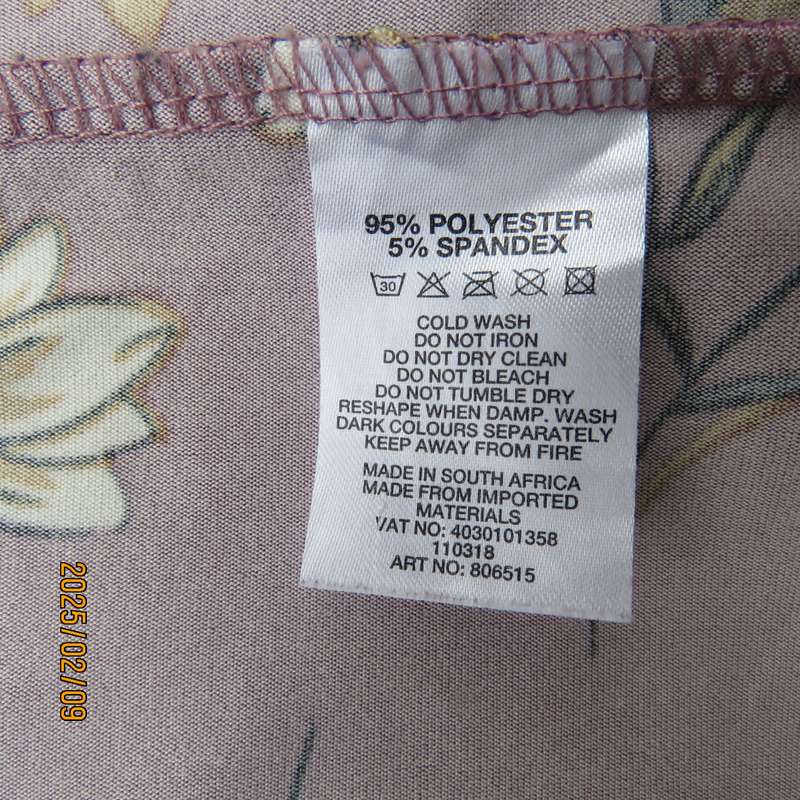 95% POLYESTER
5% SPANDEX
30
COLD WASH
DO NOT IRON
DO NOT DRY CLEAN
DO NOT BLEACH
DO NOT TUMBLE DRY
RESHAPE WHEN DAMP. WASH
DARK COLOURS SEPARATELY
KEEP AWAY FROM FIRE
MADE IN SOUTH AFRICA
MADE FROM IMPORTED
MATERIALS
VAT NO: 4030101358
110318
ART NO: 806515
2025/02/09